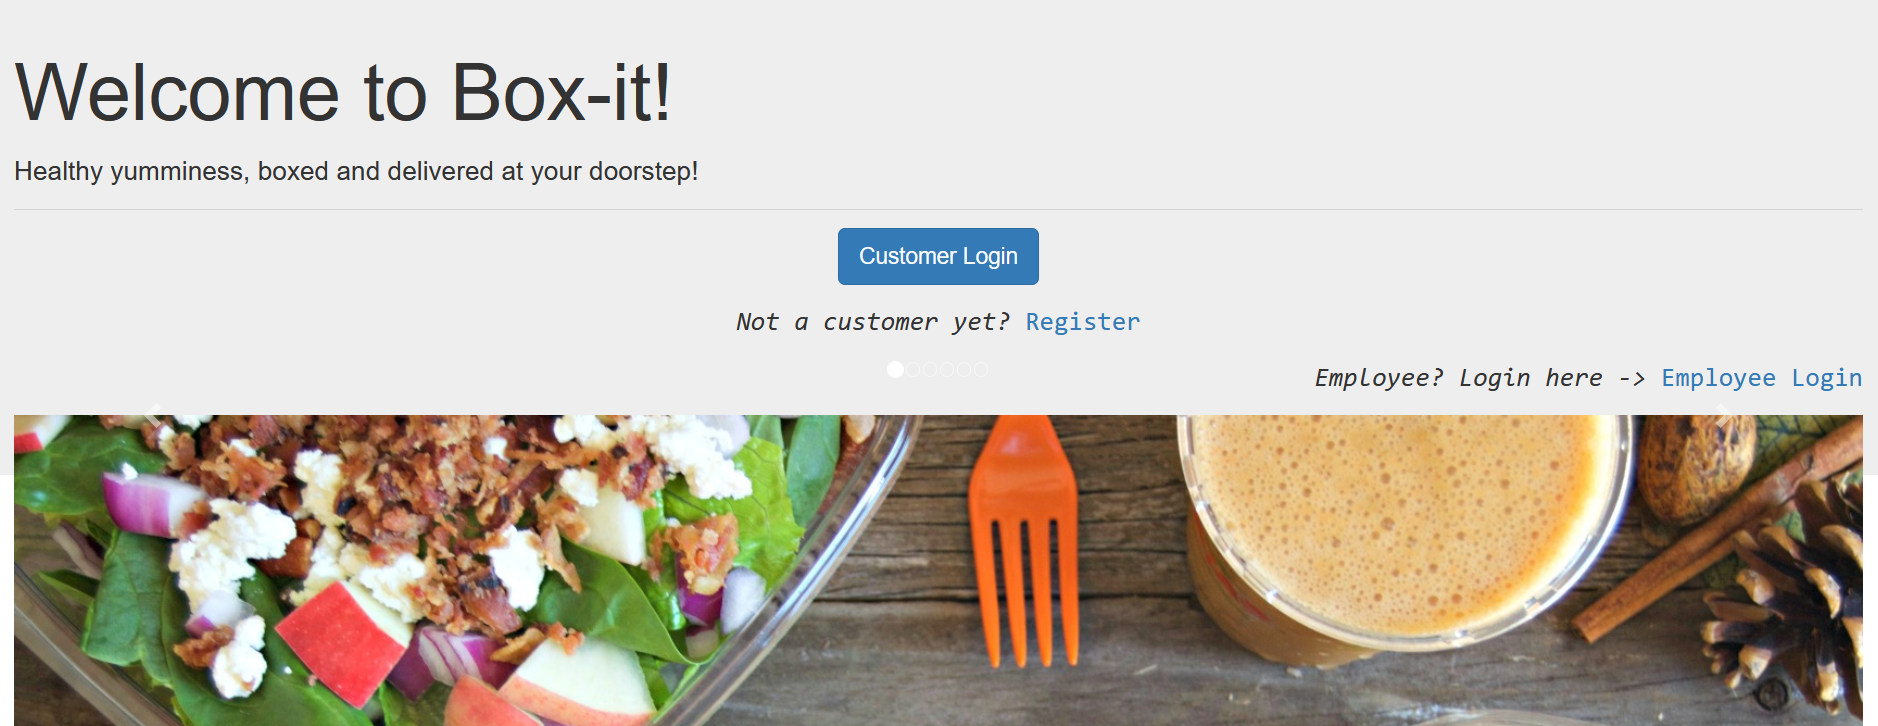 Welcome to Box-it!
Healthy yumminess, boxed and delivered at your doorstep!
Customer Login
Not a customer yet? Register
Employee? Login here -> Employee Login